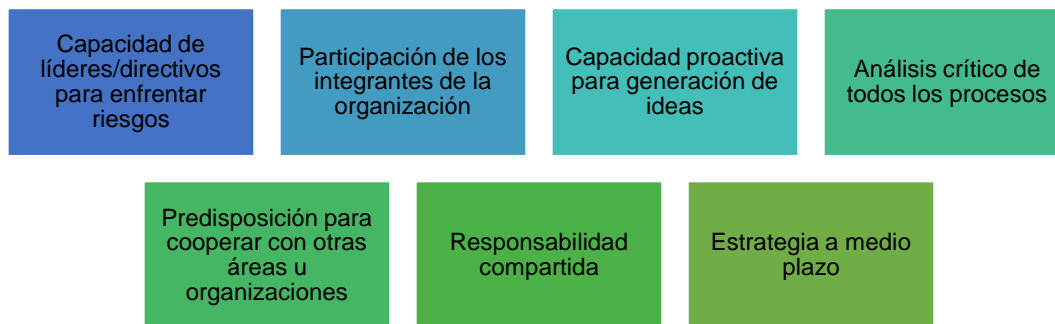 Capacidad de
líderes/directivos
para enfrentar
riesgos
Participación de los
integrantes de la
organización
Capacidad proactiva
para generación de
ideas
Análisis crítico de
todos los procesos
Predisposición para
cooperar con otras
áreas u
organizaciones
Responsabilidad
compartida
Estrategia a medio
plazo